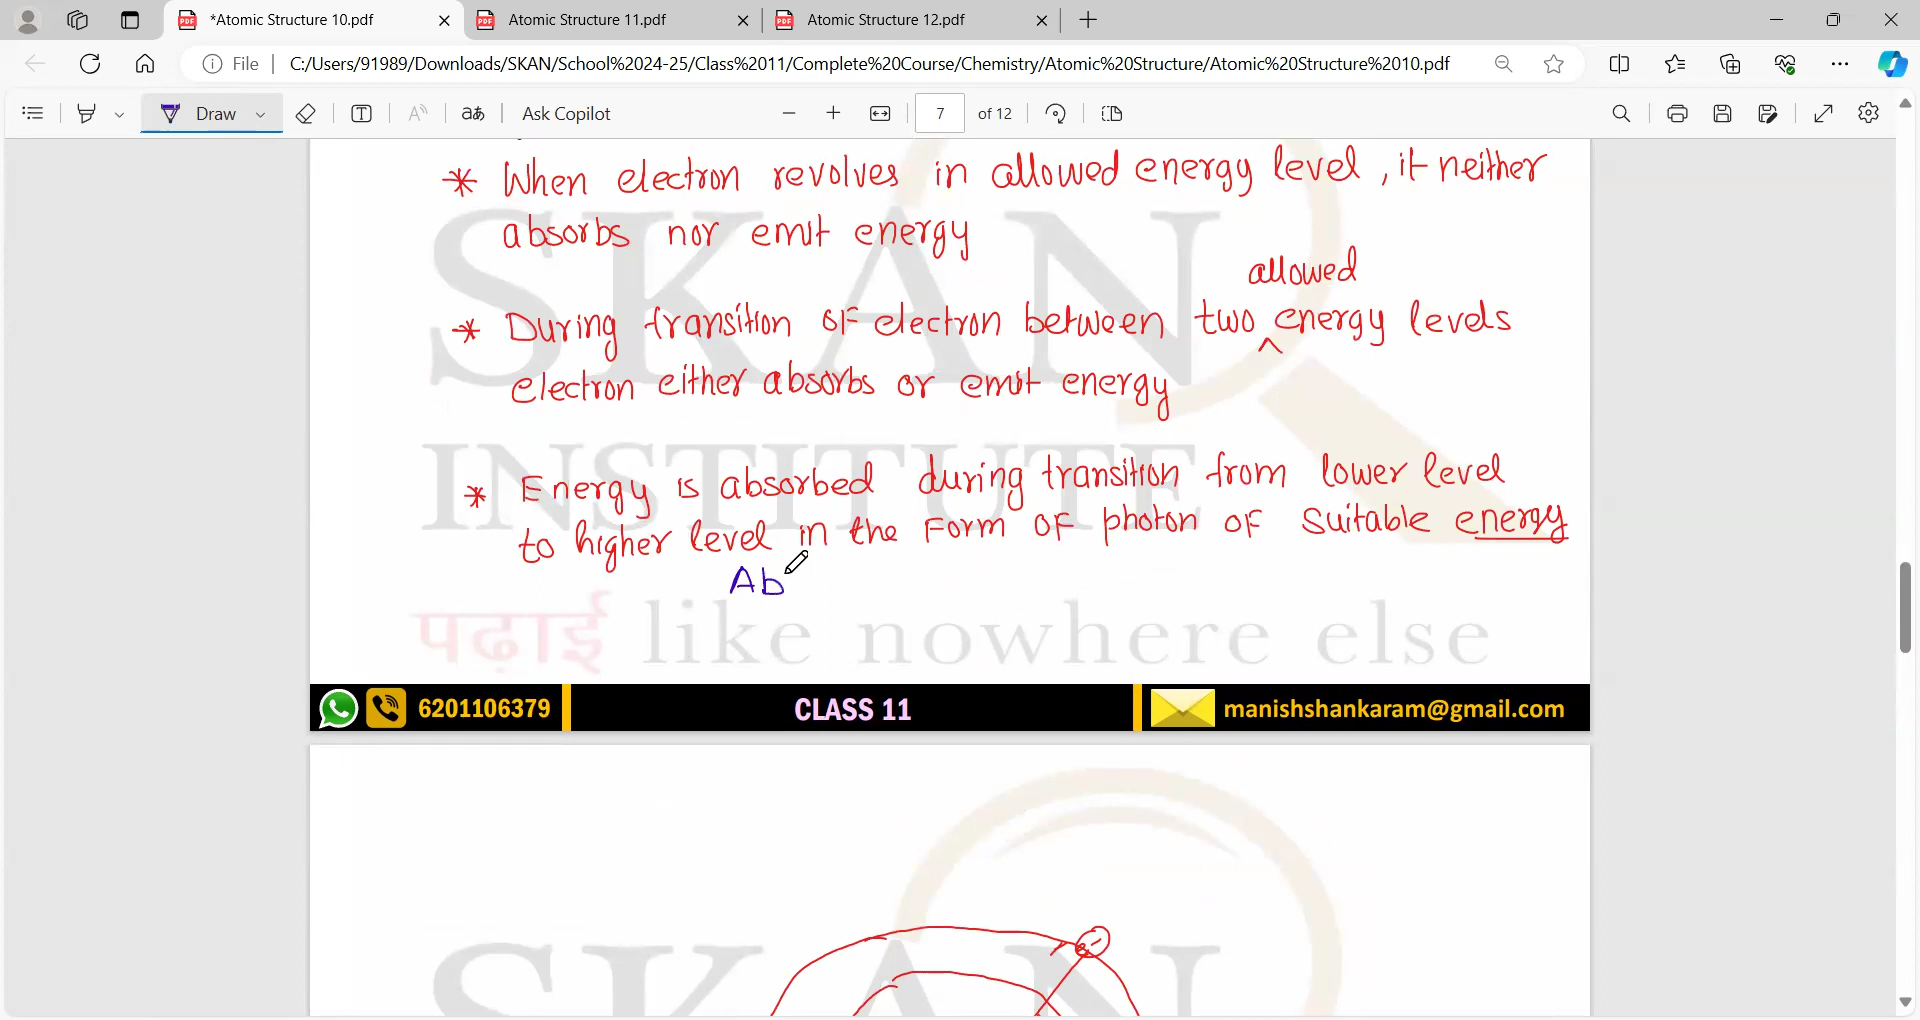 *Atomic Structure 10.pdf
Atomic Structure 11.pdf
Atomic Structure 12.pdf
File
C:/Users/91989/Downloads/SKAN/School%2024-25/Class%2011/Complete%20Course/Chemistry/Atomic%20Structure/Atomic%20Structure%2010.pdf
Draw
T
A
aあ
Ask Copilot
7 of 12
* When electron revolves in allowed energy level, it neither
absorbs nor emit energy
allowed
* During transition of electron between two ^ energy levels
electron either absorbs or emit energy
* Energy is absorbed during transition from lower level
to higher level in the form of photon of suitable energy
Ab
SKAN
INSTITUTE
पढ़ाई like nowhere else
6201106379
CLASS 11
manishshankaram@gmail.com
SKAN